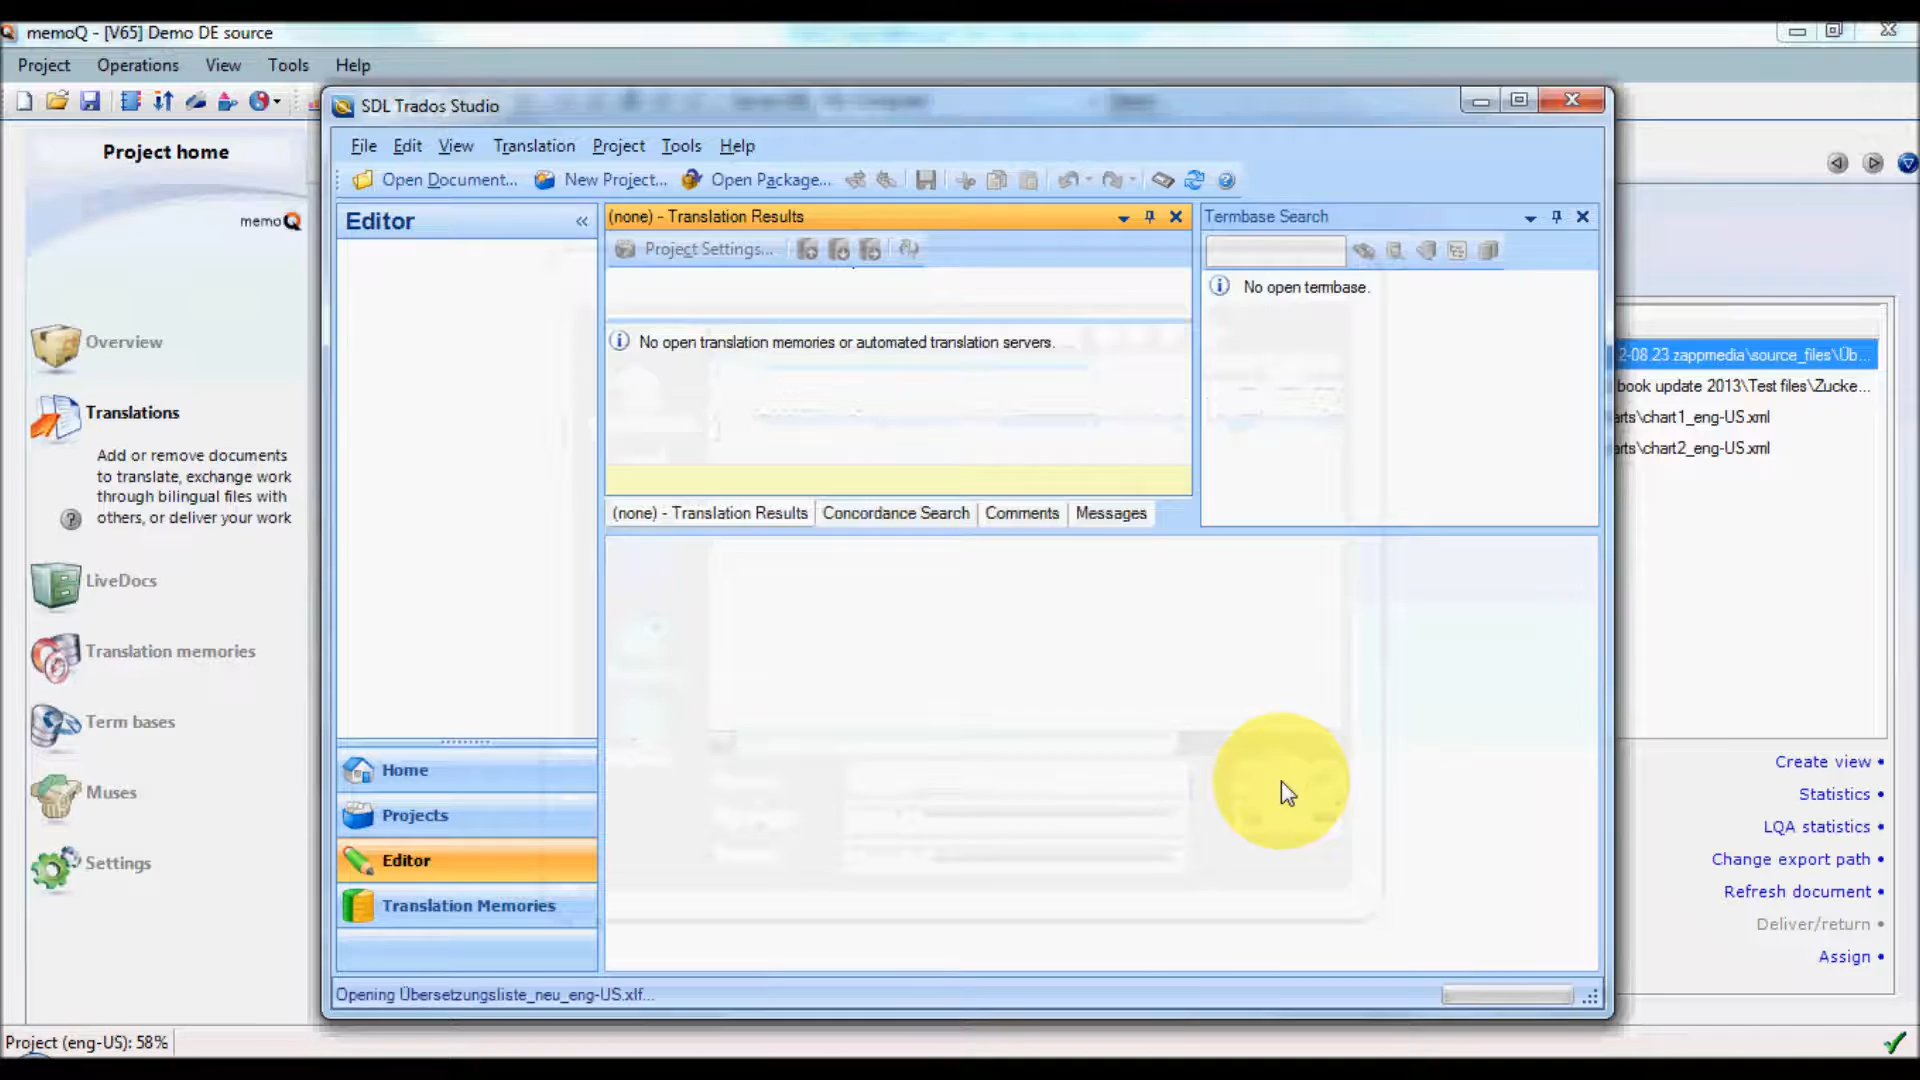 memoQ - [V65] Demo DE source
Project Operations View Tools Help
Project home
memoQ
Overview
Translations
Add or remove documents
to translate, exchange work
through bilingual files with
others, or deliver your work
LiveDocs
Translation memories
Term bases
Muses
Settings
Project (eng-US): 58%
SDL Trados Studio
File Edit View Translation Project Tools Help
Open Document... New Project... Open Package...
Editor
(none) - Translation Results
Project Settings...
No open translation memories or automated translation servers.
(none) - Translation Results Concordance Search Comments Messages
Termbase Search
No open termbase.
Home
Projects
Editor
Translation Memories
Opening Übersetzungsliste_neu_eng-US.xlf...
2-08.23 zappmedia\source_files\Üb...
book update 2013\Test files\Zucke...
arts\chart1_eng-US.xml
arts\chart2_eng-US.xml
Create view
Statistics
LQA statistics
Change export path
Refresh document
Deliver/return
Assign